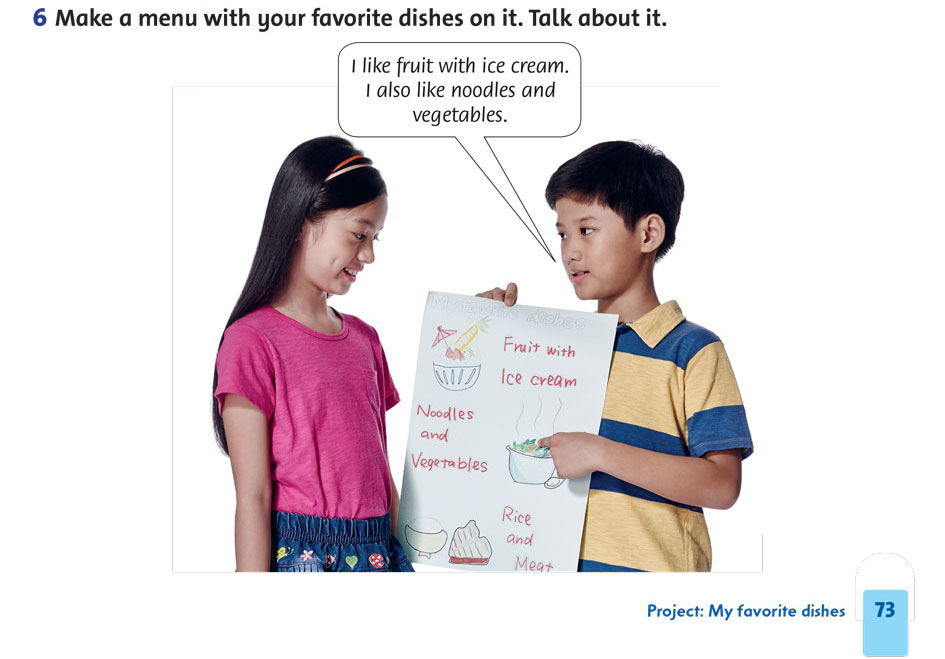 6 Make a menu with your favorite dishes on it. Talk about it.
I like fruit with ice cream.
I also like noodles and
vegetables.
My favorite dishes
Fruit with
Ice cream
Noodles
and
Vegetables
Rice
and
Meat
Project: My favorite dishes 73